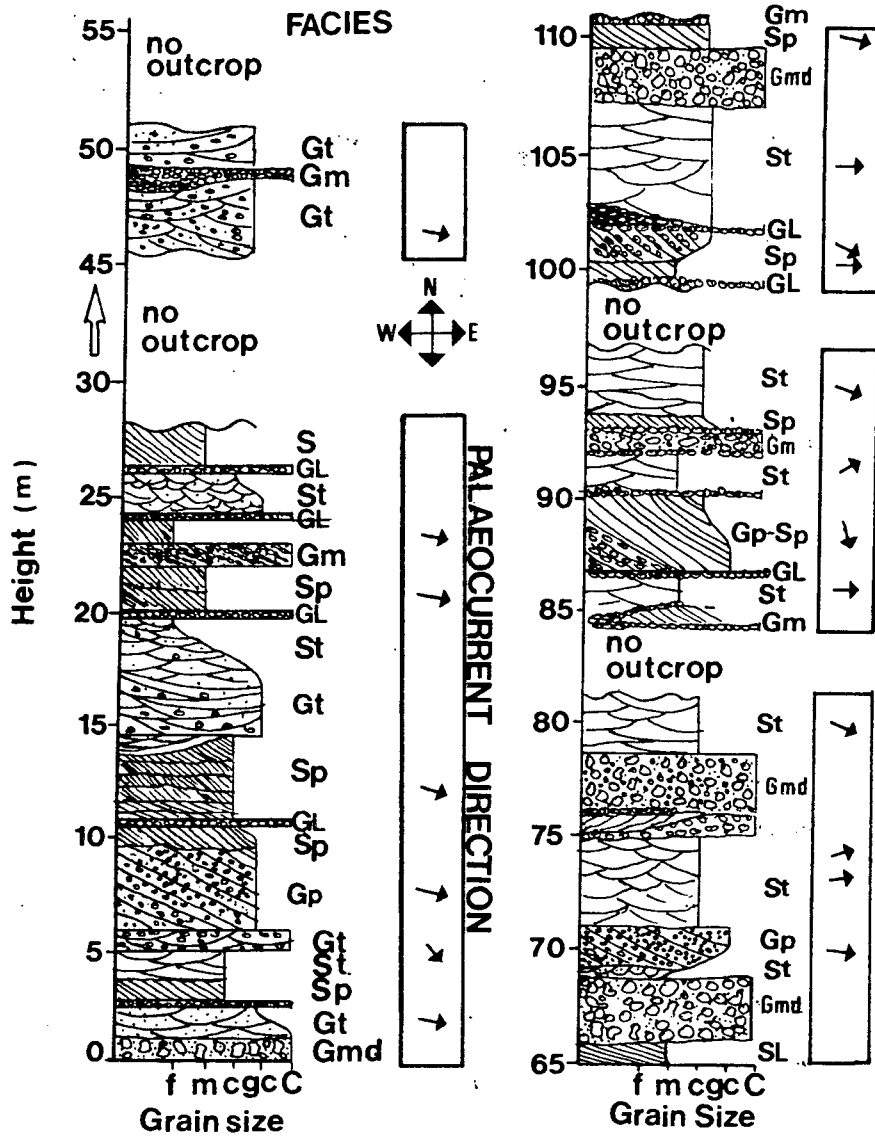 FACIES
55
no
outcrop
50
Gt
Gm
Gt
45
no
outcrop
N
W E
30
S
GL
25
St
GL
Gm
Sp
20
GL
St
Gt
15
Sp
GL
10
Sp
Gp
5
Gt
St
Sp
Gt
0
Gmd
f m c g c C
Grain size
Height (m)
PALAEOCURRENT DIRECTION
Gm
110
Sp
Gmd
105
St
GL
Sp
100
GL
no
outcrop
95
St
Sp
Gm
St
90
Gp-Sp
GL
St
85
Gm
no
outcrop
80
St
Gmd
75
St
Gp
70
St
Gmd
65
SL
f m c g c C
Grain Size